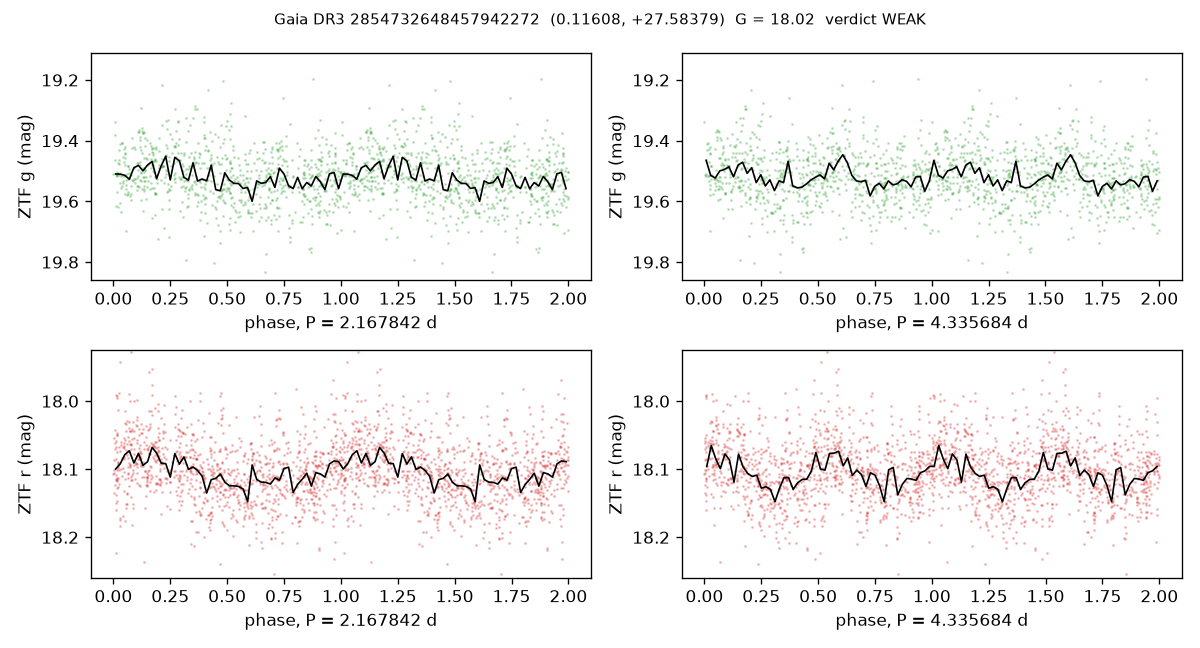 Gaia DR3 2854732648457942272  (0.11608, +27.58379)  G = 18.02  verdict WEAK
19.2
19.4
19.6
19.8
ZTF g (mag)
0.00 0.25 0.50 0.75 1.00 1.25 1.50 1.75 2.00
phase, P = 2.167842 d
19.2
19.4
19.6
19.8
ZTF g (mag)
0.00 0.25 0.50 0.75 1.00 1.25 1.50 1.75 2.00
phase, P = 4.335684 d
18.0
18.1
18.2
ZTF r (mag)
0.00 0.25 0.50 0.75 1.00 1.25 1.50 1.75 2.00
phase, P = 2.167842 d
18.0
18.1
18.2
ZTF r (mag)
0.00 0.25 0.50 0.75 1.00 1.25 1.50 1.75 2.00
phase, P = 4.335684 d